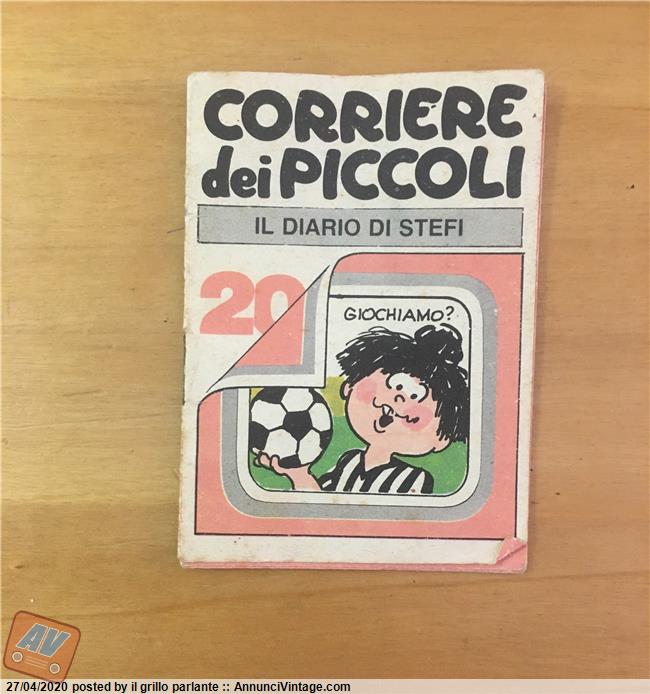 CORRIERE
dei PICCOLI
IL DIARIO DI STEFI
20
GIOCHIAMO?
AV
27/04/2020 posted by il grillo parlante :: AnnunciVintage.com